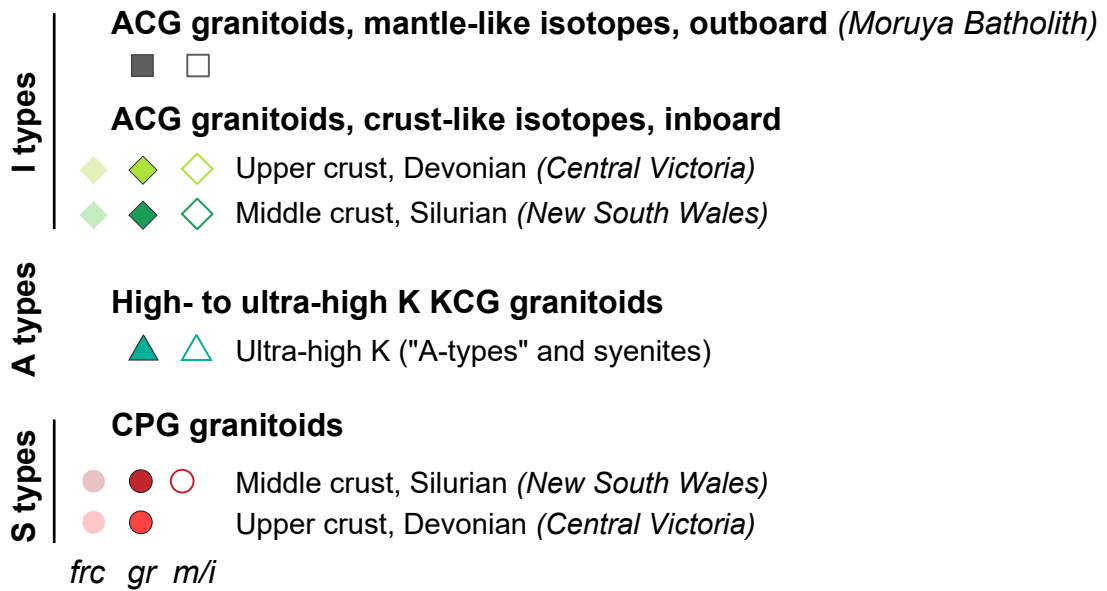 I types
ACG granitoids, mantle-like isotopes, outboard (Moruya Batholith)
ACG granitoids, crust-like isotopes, inboard
Upper crust, Devonian (Central Victoria)
Middle crust, Silurian (New South Wales)
A types
High- to ultra-high K KCG granitoids
Ultra-high K ("A-types" and syenites)
S types
CPG granitoids
Middle crust, Silurian (New South Wales)
Upper crust, Devonian (Central Victoria)
frc gr m/i